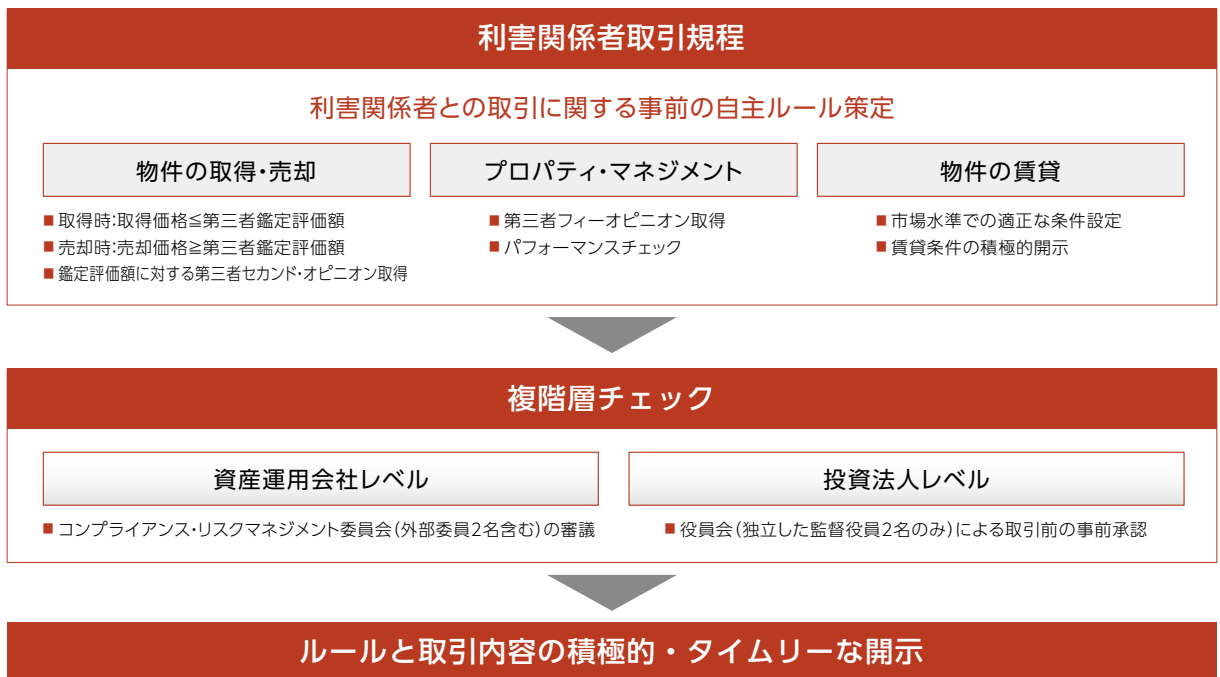 利害関係者取引規程
利害関係者との取引に関する事前の自主ルール策定
物件の取得・売却
■取得時:取得価格≦第三者鑑定評価額
■売却時:売却価格≧第三者鑑定評価額
■鑑定評価額に対する第三者セカンド・オピニオン取得
プロパティ・マネジメント
■第三者フィーオピニオン取得
■パフォーマンスチェック
物件の賃貸
■市場水準での適正な条件設定
■賃貸条件の積極的開示
複階層チェック
資産運用会社レベル
■コンプライアンス・リスクマネジメント委員会(外部委員2名含む)の審議
投資法人レベル
■役員会(独立した監督役員2名のみ)による取引前の事前承認
ルールと取引内容の積極的・タイムリーな開示